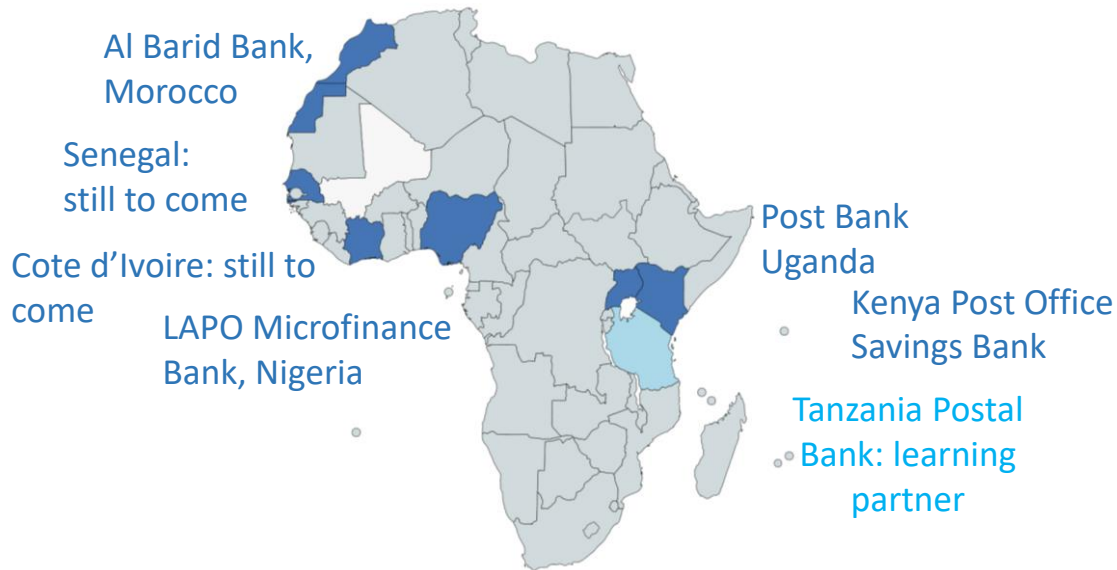 Al Barid Bank,
Morocco
Senegal:
still to come
Cote d’Ivoire: still to
come
LAPO Microfinance
Bank, Nigeria
Post Bank
Uganda
Kenya Post Office
Savings Bank
Tanzania Postal
Bank: learning
partner